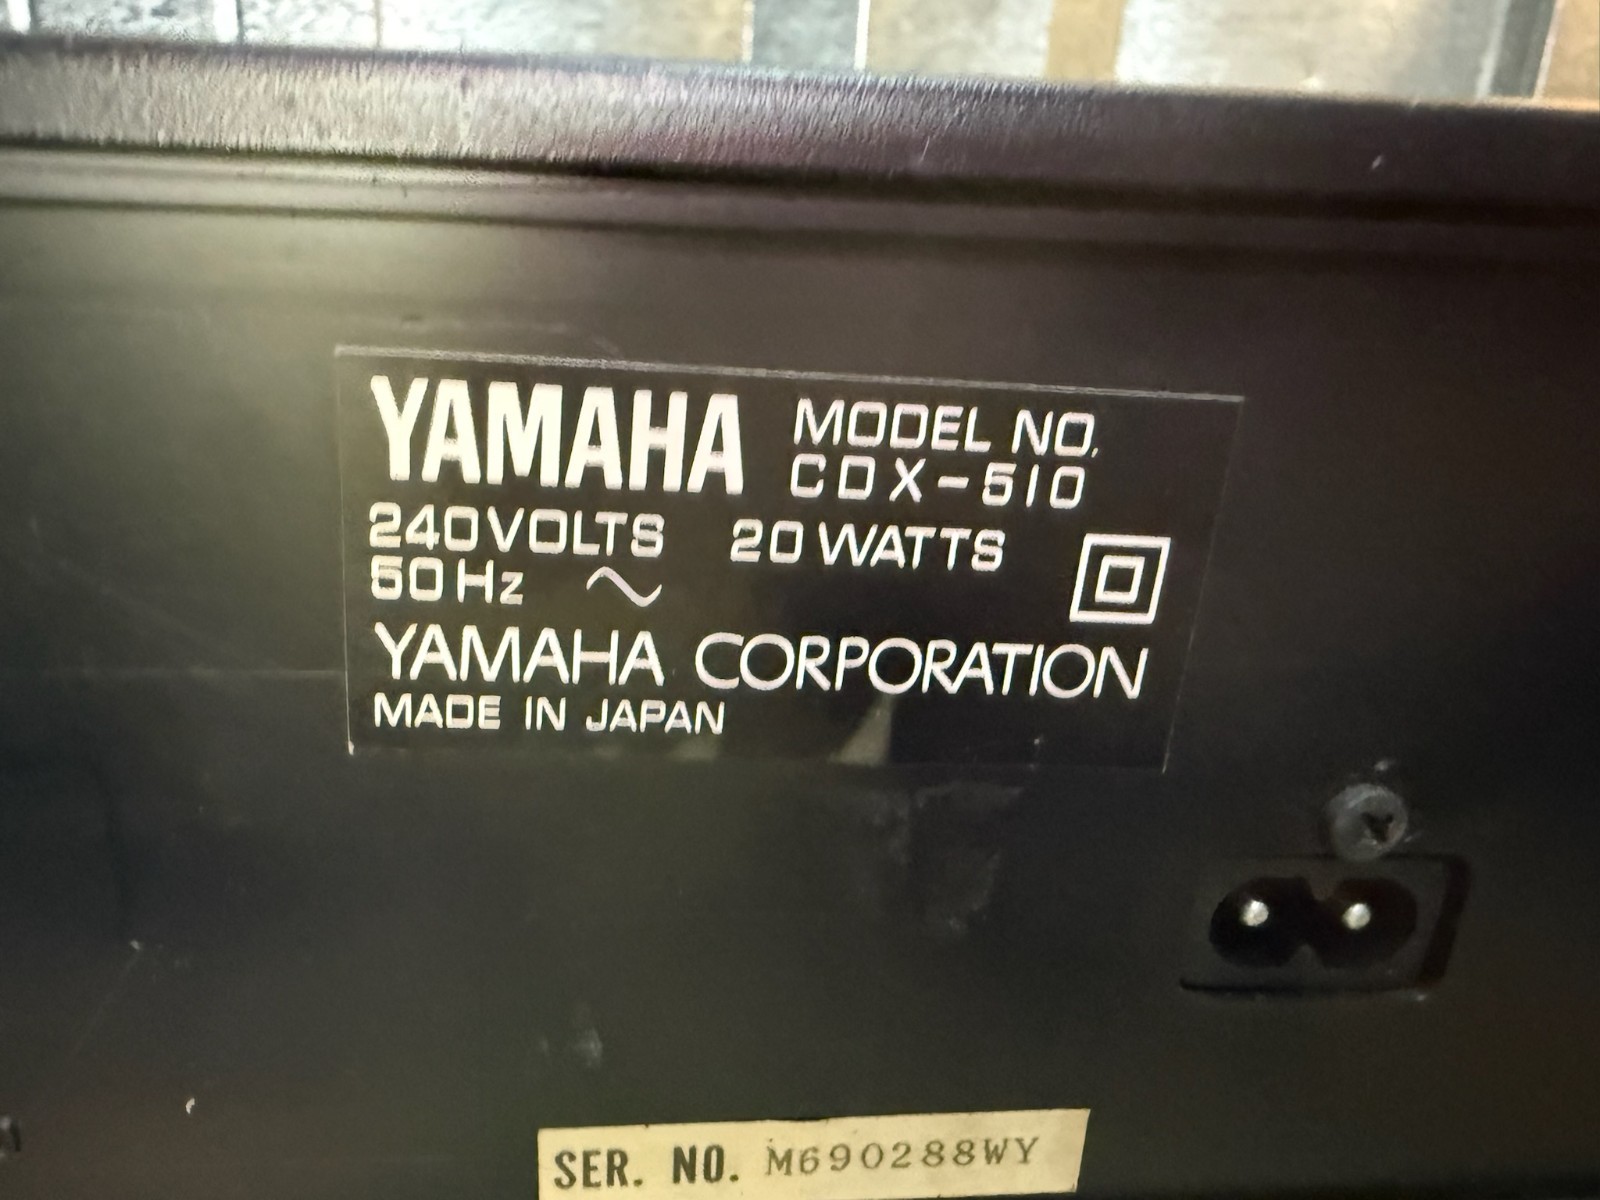 YAMAHA MODEL NO.
CDX-510
240VOLTS 20WATTS
50Hz ~
YAMAHA CORPORATION
MADE IN JAPAN
SER. NO. M690288WY